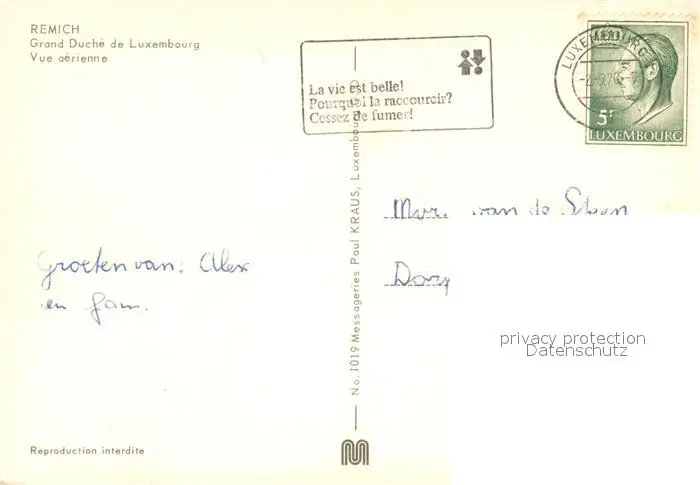 REMICH
Grand Duché de Luxembourg
Vue aérienne
La vie est belle!
Pourquoi la raccourcir?
Cessez de fumer!
LUXEMBOURG
5F
LUXEMBOURG
van de Steen
Groeten van: Alex
en fam.
No. 1019 Messageries Paul KRAUS, Luxembourg
privacy protection
Datenschutz
Reproduction interdite